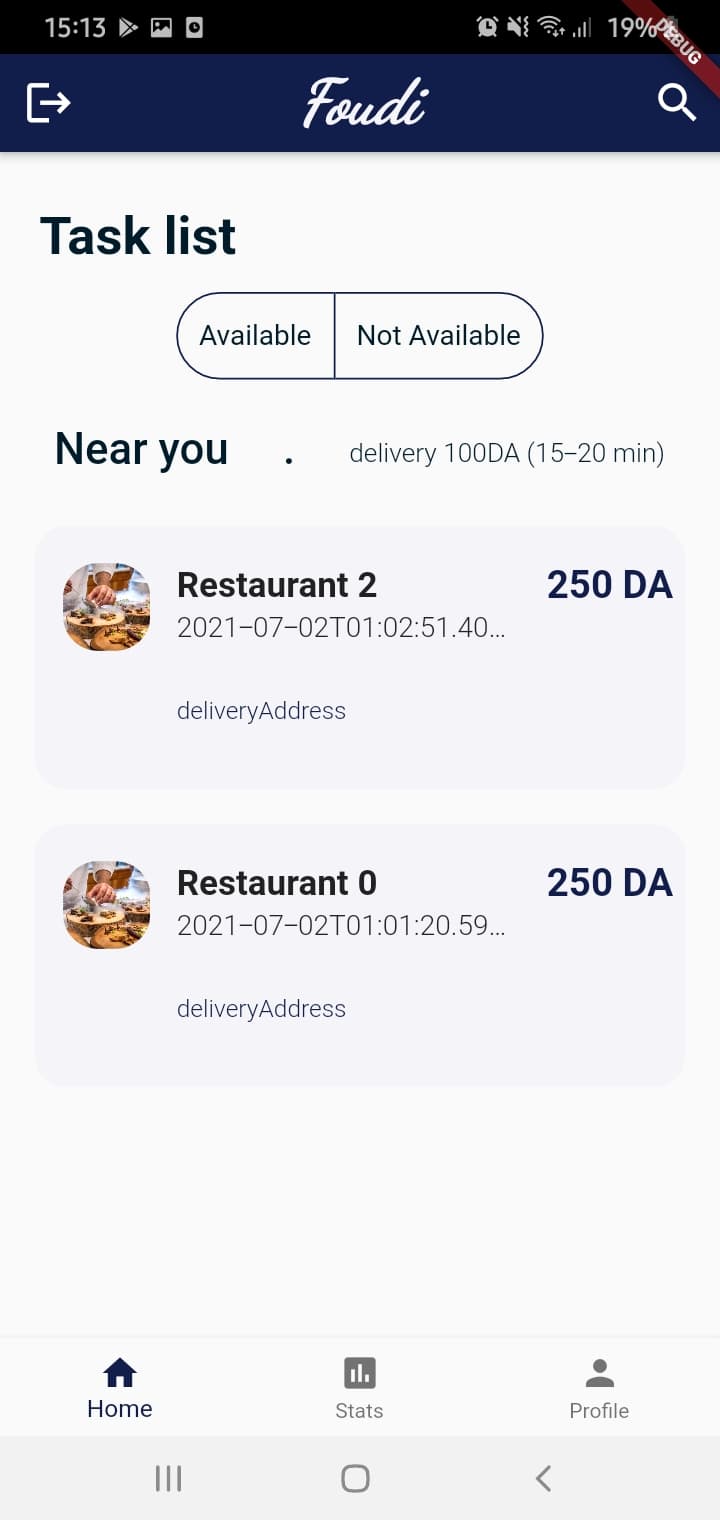 15:13
19%
DEBUG
Foudi
Task list
Available
Not Available
Near you . delivery 100DA (15–20 min)
Restaurant 2
250 DA
2021–07–02T01:02:51.40...
deliveryAddress
Restaurant 0
250 DA
2021–07–02T01:01:20.59...
deliveryAddress
Home
Stats
Profile